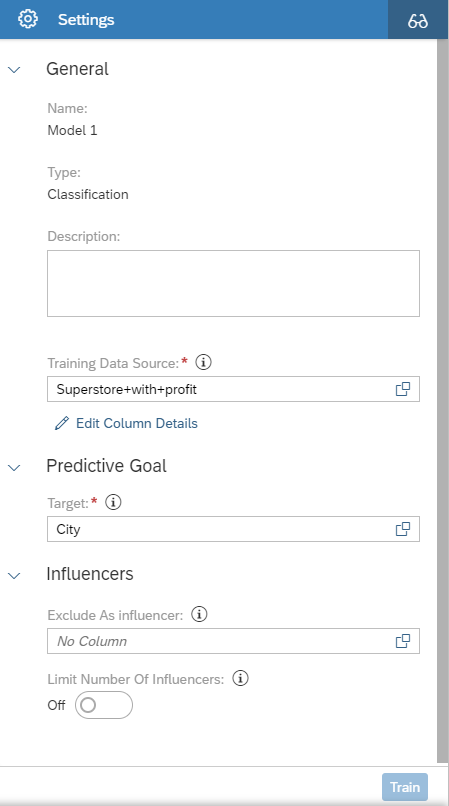 Settings
General
Name:
Model 1
Type:
Classification
Description:
Training Data Source:*
Superstore+with+profit
Edit Column Details
Predictive Goal
Target:*
City
Influencers
Exclude As influencer:
No Column
Limit Number Of Influencers:
Off
Train